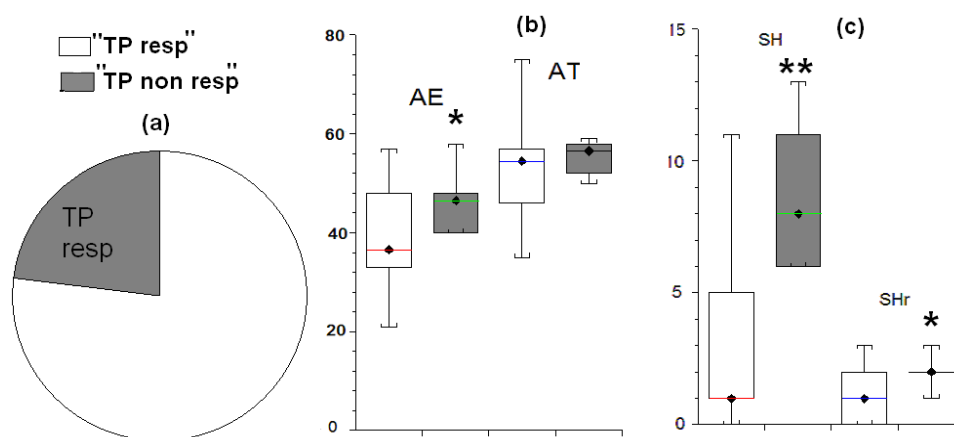 "TP resp"
"TP non resp"
(a)
TP
resp
(b)
80
60
40
20
0
AE
*
AT
(c)
15
10
5
0
SH
**
SHr
*